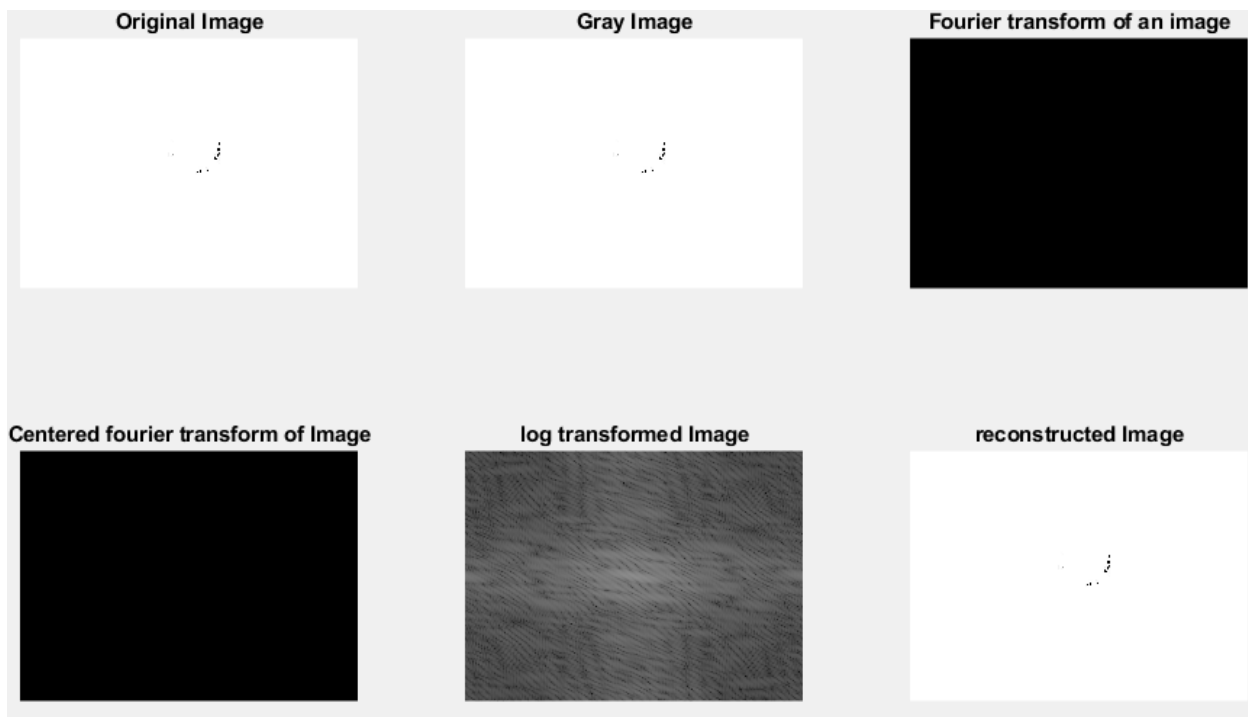 Original Image
Gray Image
Fourier transform of an image
Centered fourier transform of Image
log transformed Image
reconstructed Image